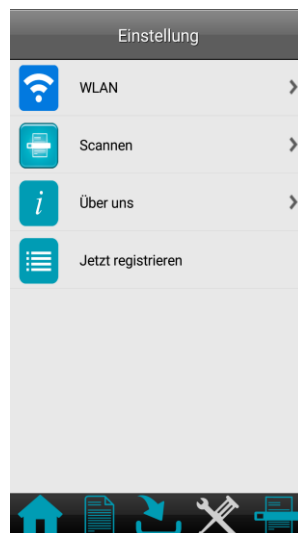 Einstellung
WLAN
Scannen
i
Über uns
Jetzt registrieren